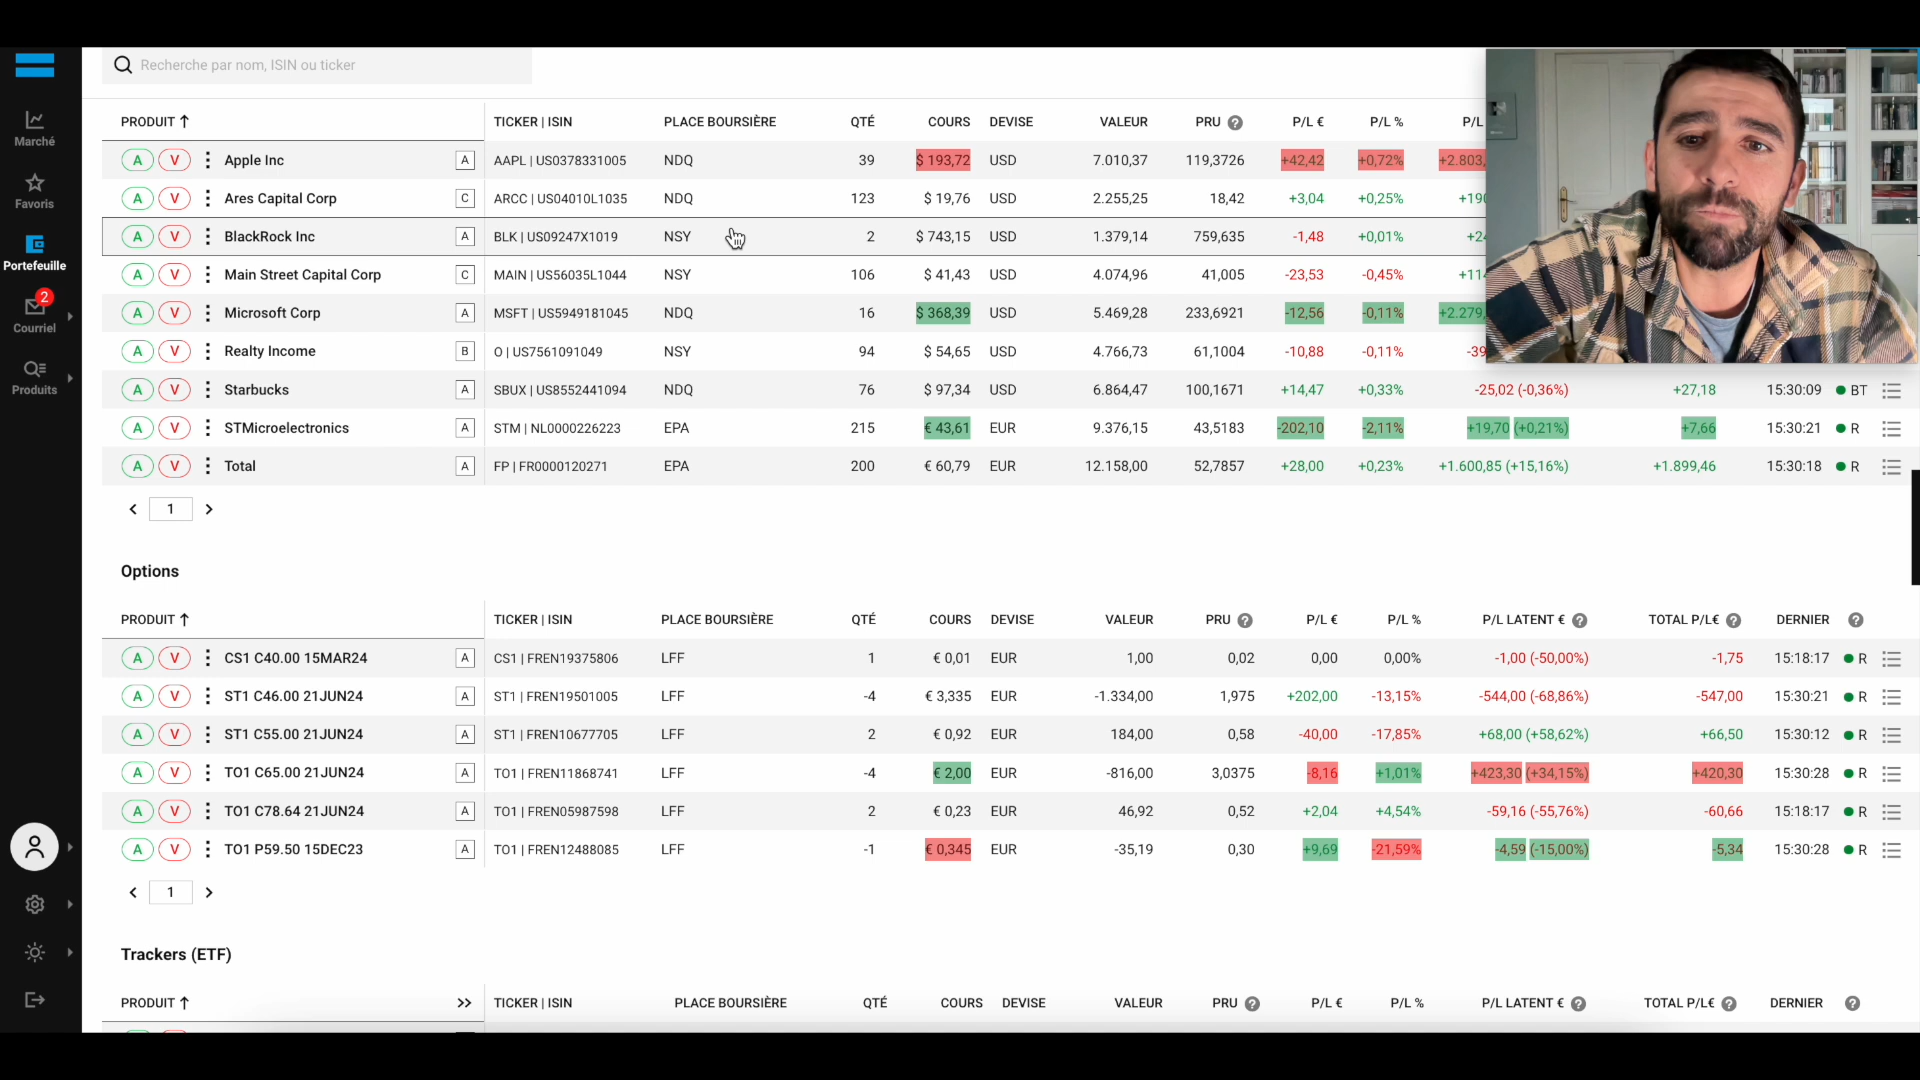 Recherche par nom, ISIN ou ticker
Marché
Favoris
Portefeuille
2
Courriel
Produits
PRODUIT ↑ TICKER | ISIN PLACE BOURSIÈRE QTÉ COURS DEVISE VALEUR PRU ? P/L € P/L % P/L
A V Apple Inc A AAPL | US0378331005 NDQ 39 $ 193,72 USD 7.010,37 119,3726 +42,42 +0,72% +2.803,
A V Ares Capital Corp C ARCC | US04010L1035 NDQ 123 $ 19,76 USD 2.255,25 18,42 +3,04 +0,25% +190
A V BlackRock Inc A BLK | US09247X1019 NSY 2 $ 743,15 USD 1.379,14 759,635 -1,48 +0,01% +24
A V Main Street Capital Corp C MAIN | US56035L1044 NSY 106 $ 41,43 USD 4.074,96 41,005 -23,53 -0,45% +114
A V Microsoft Corp A MSFT | US5949181045 NDQ 16 $ 368,39 USD 5.469,28 233,6921 -12,56 -0,11% +2.279,
A V Realty Income B O | US7561091049 NSY 94 $ 54,65 USD 4.766,73 61,1004 -10,88 -0,11% -39
A V Starbucks A SBUX | US8552441094 NDQ 76 $ 97,34 USD 6.864,47 100,1671 +14,47 +0,33% -25,02 (-0,36%) +27,18 15:30:09 BT
A V STMicroelectronics A STM | NL0000226223 EPA 215 € 43,61 EUR 9.376,15 43,5183 -202,10 -2,11% +19,70 (+0,21%) +7,66 15:30:21 R
A V Total A FP | FR0000120271 EPA 200 € 60,79 EUR 12.158,00 52,7857 +28,00 +0,23% +1.600,85 (+15,16%) +1.899,46 15:30:18 R
< 1 >
Options
PRODUIT ↑ TICKER | ISIN PLACE BOURSIÈRE QTÉ COURS DEVISE VALEUR PRU ? P/L € P/L % P/L LATENT € ? TOTAL P/L€ ? DERNIER ?
A V CS1 C40.00 15MAR24 A CS1 | FREN19375806 LFF 1 € 0,01 EUR 1,00 0,02 0,00 0,00% -1,00 (-50,00%) -1,75 15:18:17 R
A V ST1 C46.00 21JUN24 A ST1 | FREN19501005 LFF -4 € 3,335 EUR -1.334,00 1,975 +202,00 -13,15% -544,00 (-68,86%) -547,00 15:30:21 R
A V ST1 C55.00 21JUN24 A ST1 | FREN10677705 LFF 2 € 0,92 EUR 184,00 0,58 -40,00 -17,85% +68,00 (+58,62%) +66,50 15:30:12 R
A V TO1 C65.00 21JUN24 A TO1 | FREN11868741 LFF -4 € 2,00 EUR -816,00 3,0375 -8,16 +1,01% +423,30 (+34,15%) +420,30 15:30:28 R
A V TO1 C78.64 21JUN24 A TO1 | FREN05987598 LFF 2 € 0,23 EUR 46,92 0,52 +2,04 +4,54% -59,16 (-55,76%) -60,66 15:18:17 R
A V TO1 P59.50 15DEC23 A TO1 | FREN12488085 LFF -1 € 0,345 EUR -35,19 0,30 +9,69 -21,59% -4,59 (-15,00%) -5,34 15:30:28 R
< 1 >
Trackers (ETF)
PRODUIT ↑ >> TICKER | ISIN PLACE BOURSIÈRE QTÉ COURS DEVISE VALEUR PRU ? P/L € P/L % P/L LATENT € ? TOTAL P/L€ ? DERNIER ?